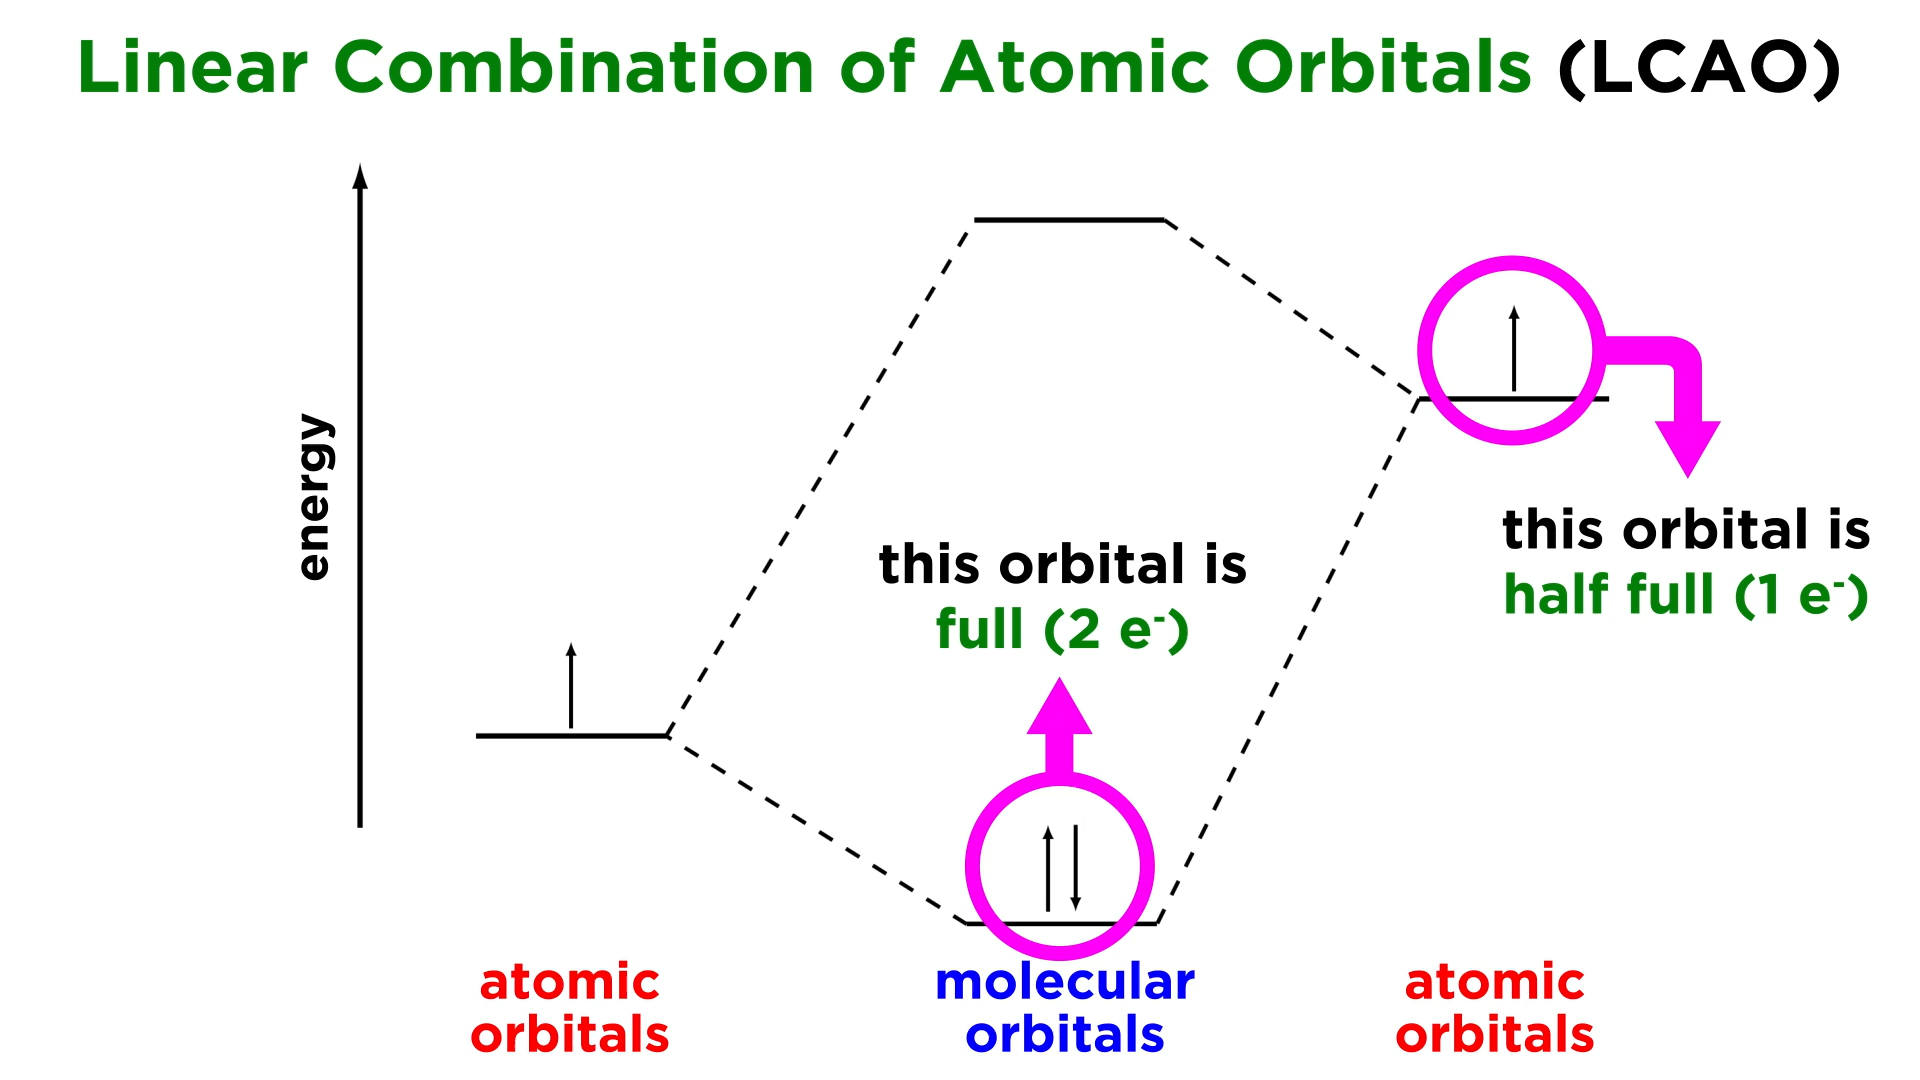 Linear Combination of Atomic Orbitals (LCAO)
energy
this orbital is
full (2 e⁻)
this orbital is
half full (1 e⁻)
atomic
orbitals
molecular
orbitals
atomic
orbitals